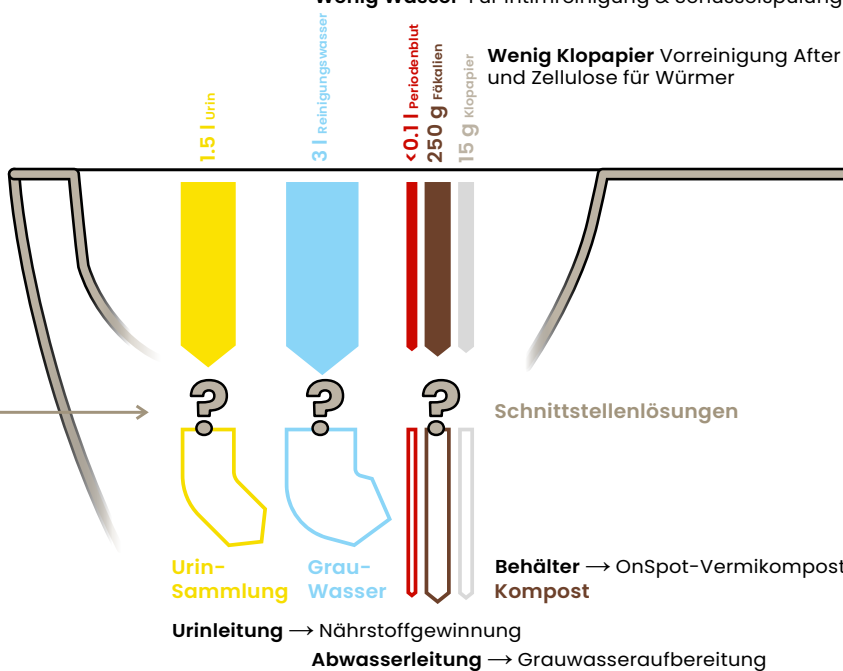 Wenig Wasser Für Intimreinigung & Schüsselspülung
Wenig Klopapier Vorreinigung After
und Zellulose für Würmer
1.5 l Urin
3 l Reinigungswasser
<0.1 l Periodenblut
250 g Fäkalien
15 g Klopapier
?
?
?
Schnittstellenlösungen
Urin-
Sammlung
Grau-
Wasser
Behälter → OnSpot-Vermikompost
Kompost
Urinleitung → Nährstoffgewinnung
Abwasserleitung → Grauwasseraufbereitung